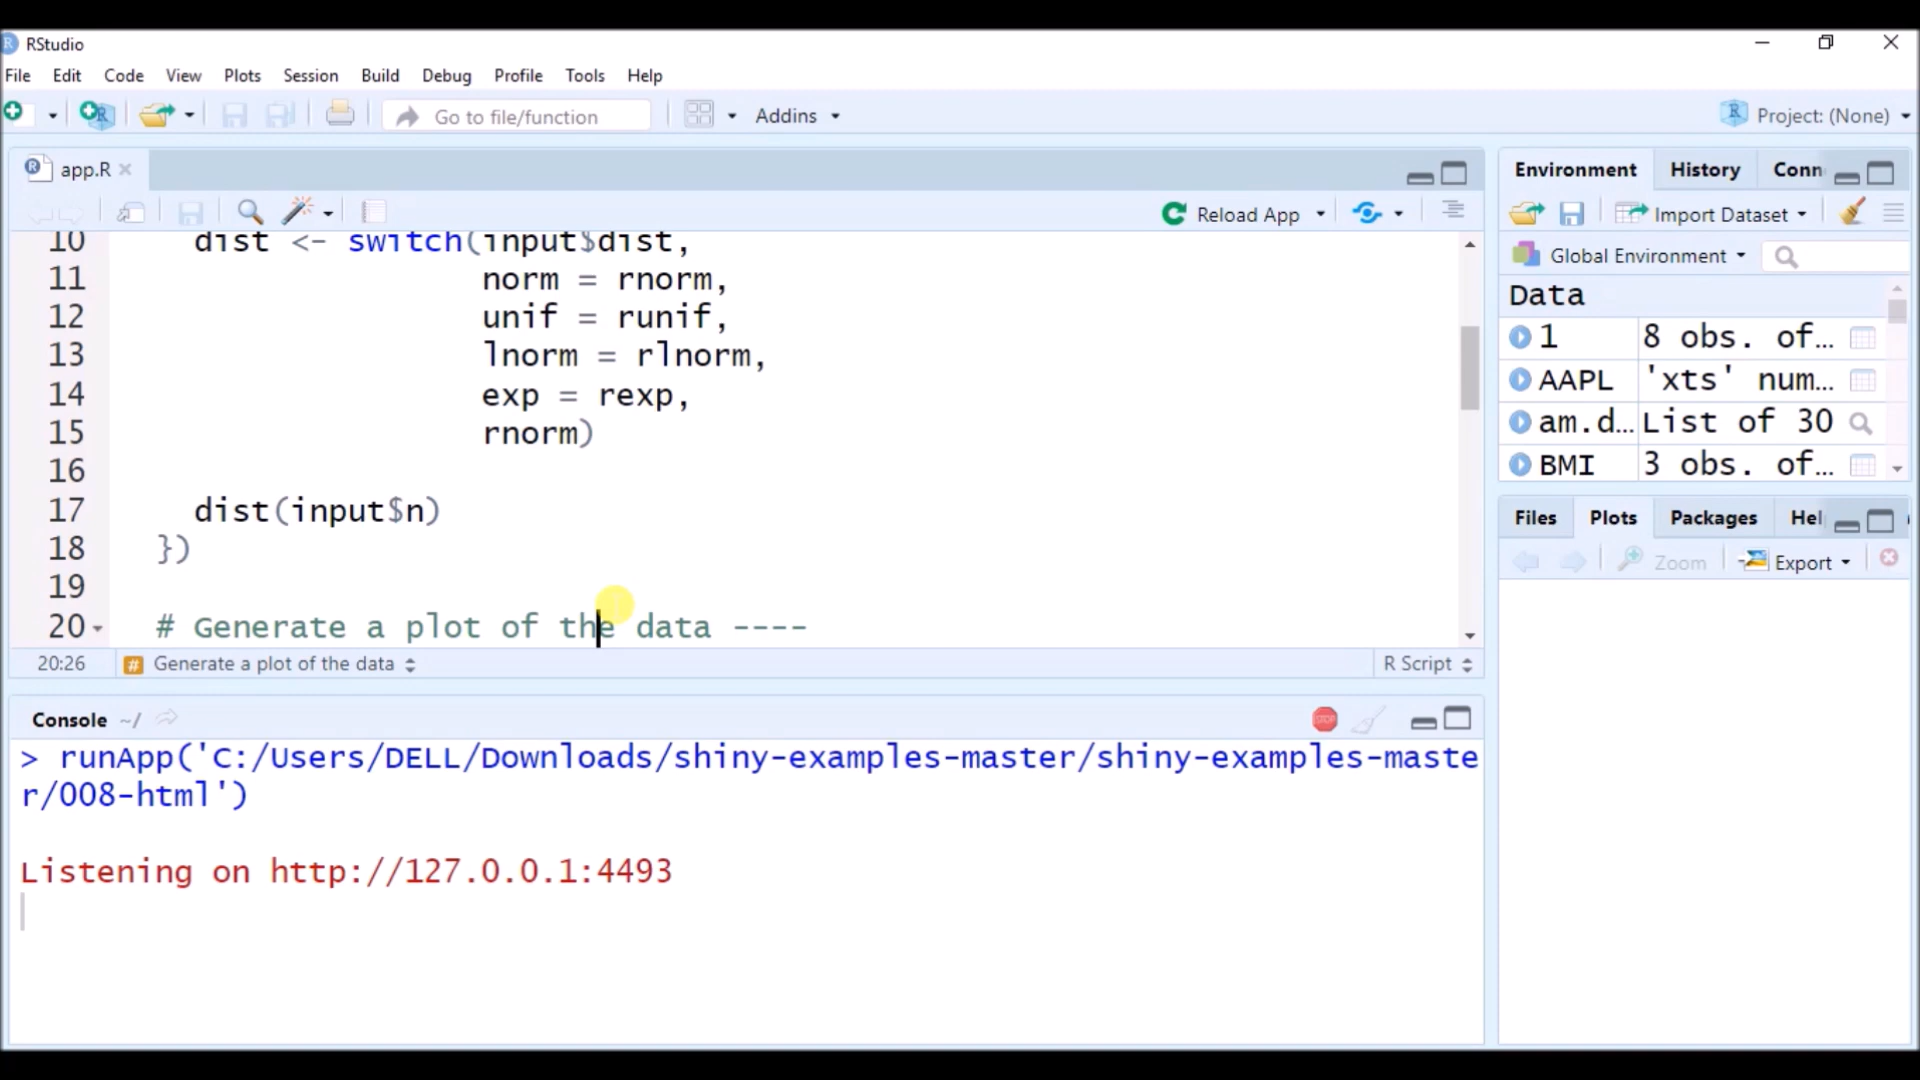 RStudio
File Edit Code View Plots Session Build Debug Profile Tools Help
Go to file/function Addins Project: (None)
app.R
Reload App
10 dist <- switch(input$dist,
11 norm = rnorm,
12 unif = runif,
13 lnorm = rlnorm,
14 exp = rexp,
15 rnorm)
16
17 dist(input$n)
18 })
19
20 # Generate a plot of the data ----
20:26 # Generate a plot of the data R Script
Console ~/
STOP
> runApp('C:/Users/DELL/Downloads/shiny-examples-master/shiny-examples-maste
r/008-html')
Listening on http://127.0.0.1:4493
Environment History Conn
Import Dataset
Global Environment
Data
1 8 obs. of…
AAPL 'xts' num…
am.d… List of 30
BMI 3 obs. of…
Files Plots Packages Hel
Zoom Export